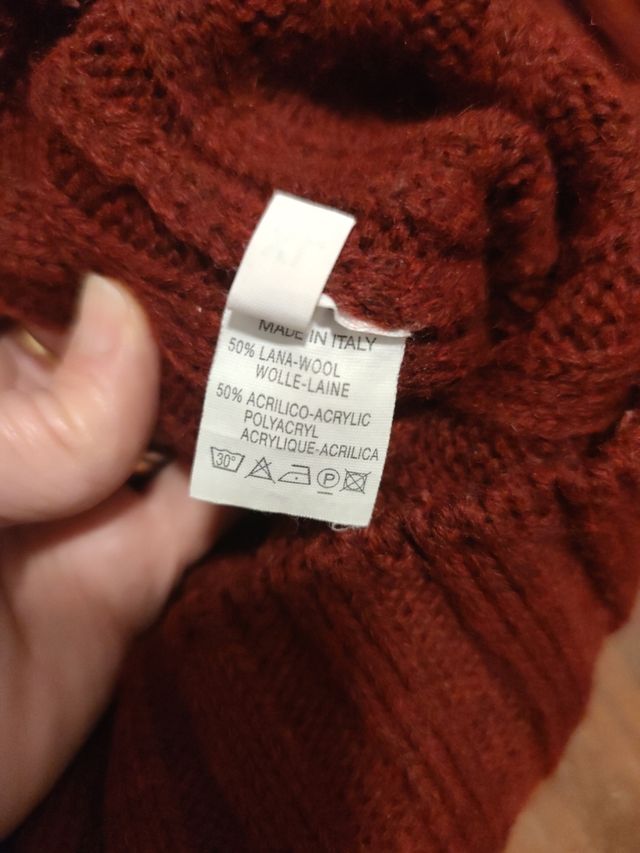 MADE IN ITALY
50% LANA-WOOL
WOLLE-LAINE
50% ACRILICO-ACRYLIC
POLYACRYL
ACRYLIQUE-ACRILICA
30° P